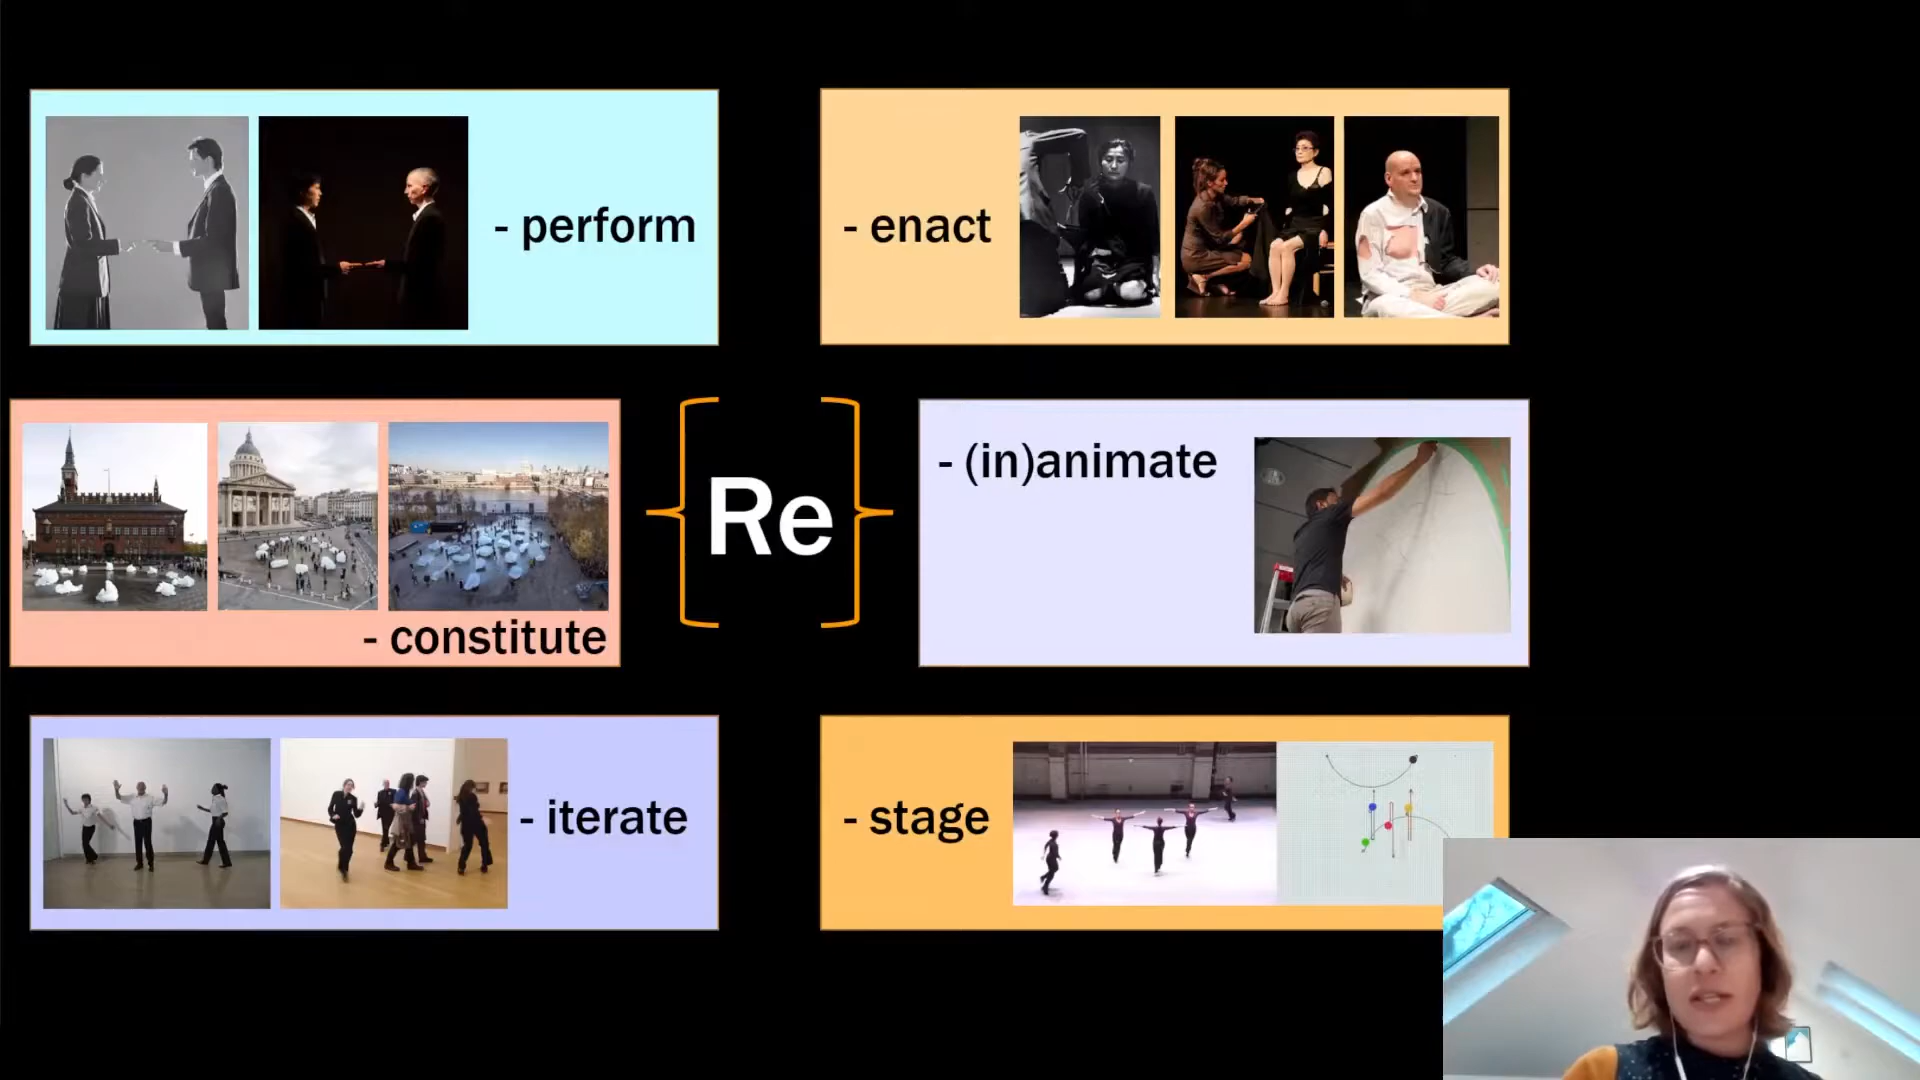 - perform
- enact
- constitute
Re
- (in)animate
- iterate
- stage